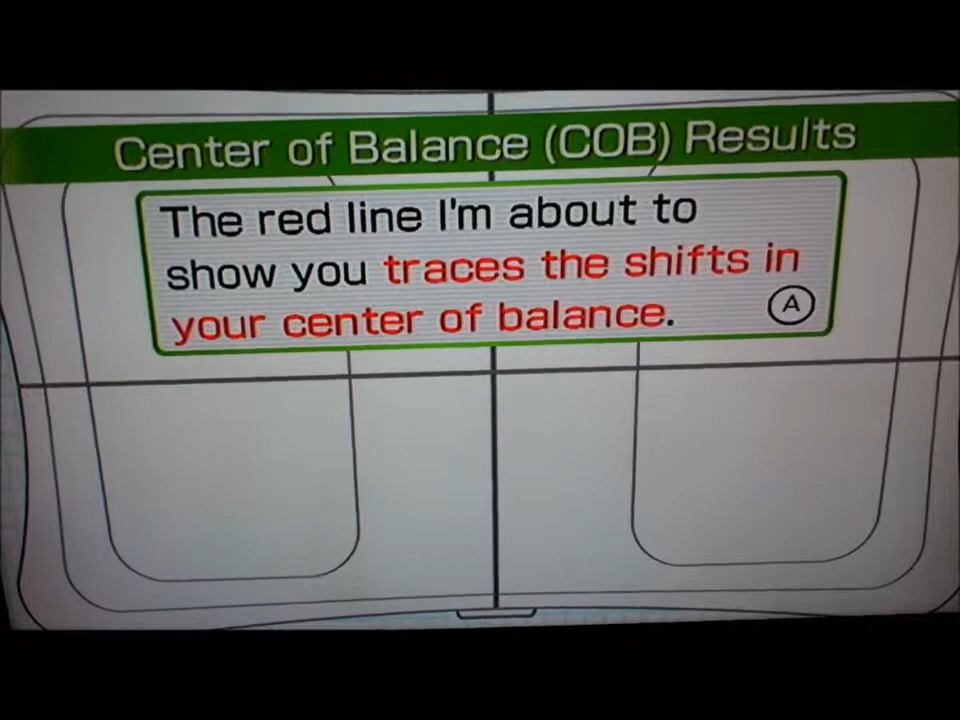 Center of Balance (COB) Results
The red line I'm about to
show you traces the shifts in
your center of balance.
A